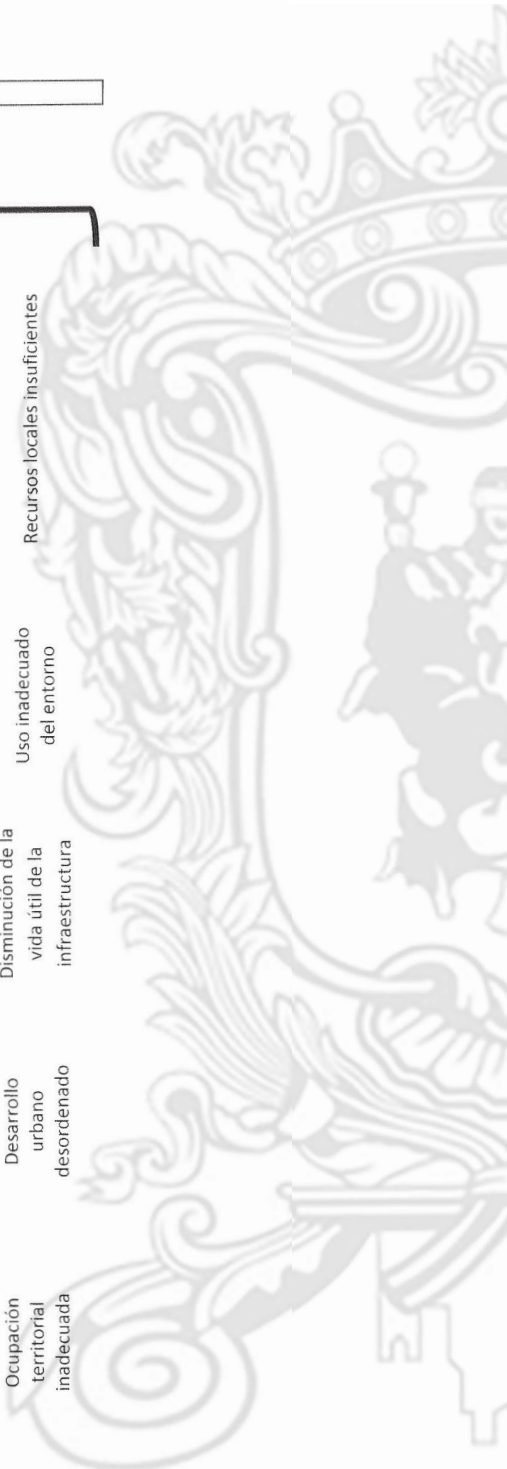 Ocupación
territorial
inadecuada
Desarrollo
urbano
desordenado
Disminución de la
vida útil de la
infraestructura
Uso inadecuado
del entorno
Recursos locales insuficientes